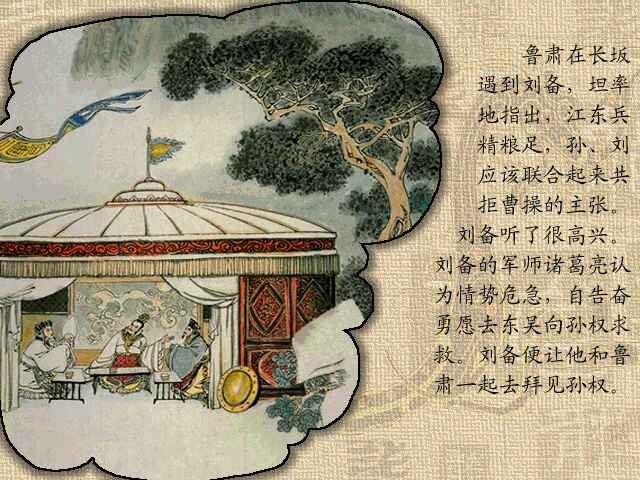 鲁肃在长坂
遇到刘备，坦率
地指出，江东兵
精粮足，孙、刘
应该联合起来共
拒曹操的主张。
刘备听了很高兴。
刘备的军师诸葛亮认
为情势危急，自告奋
勇愿去东吴向孙权求
救。刘备便让他和鲁
肃一起去拜见孙权。